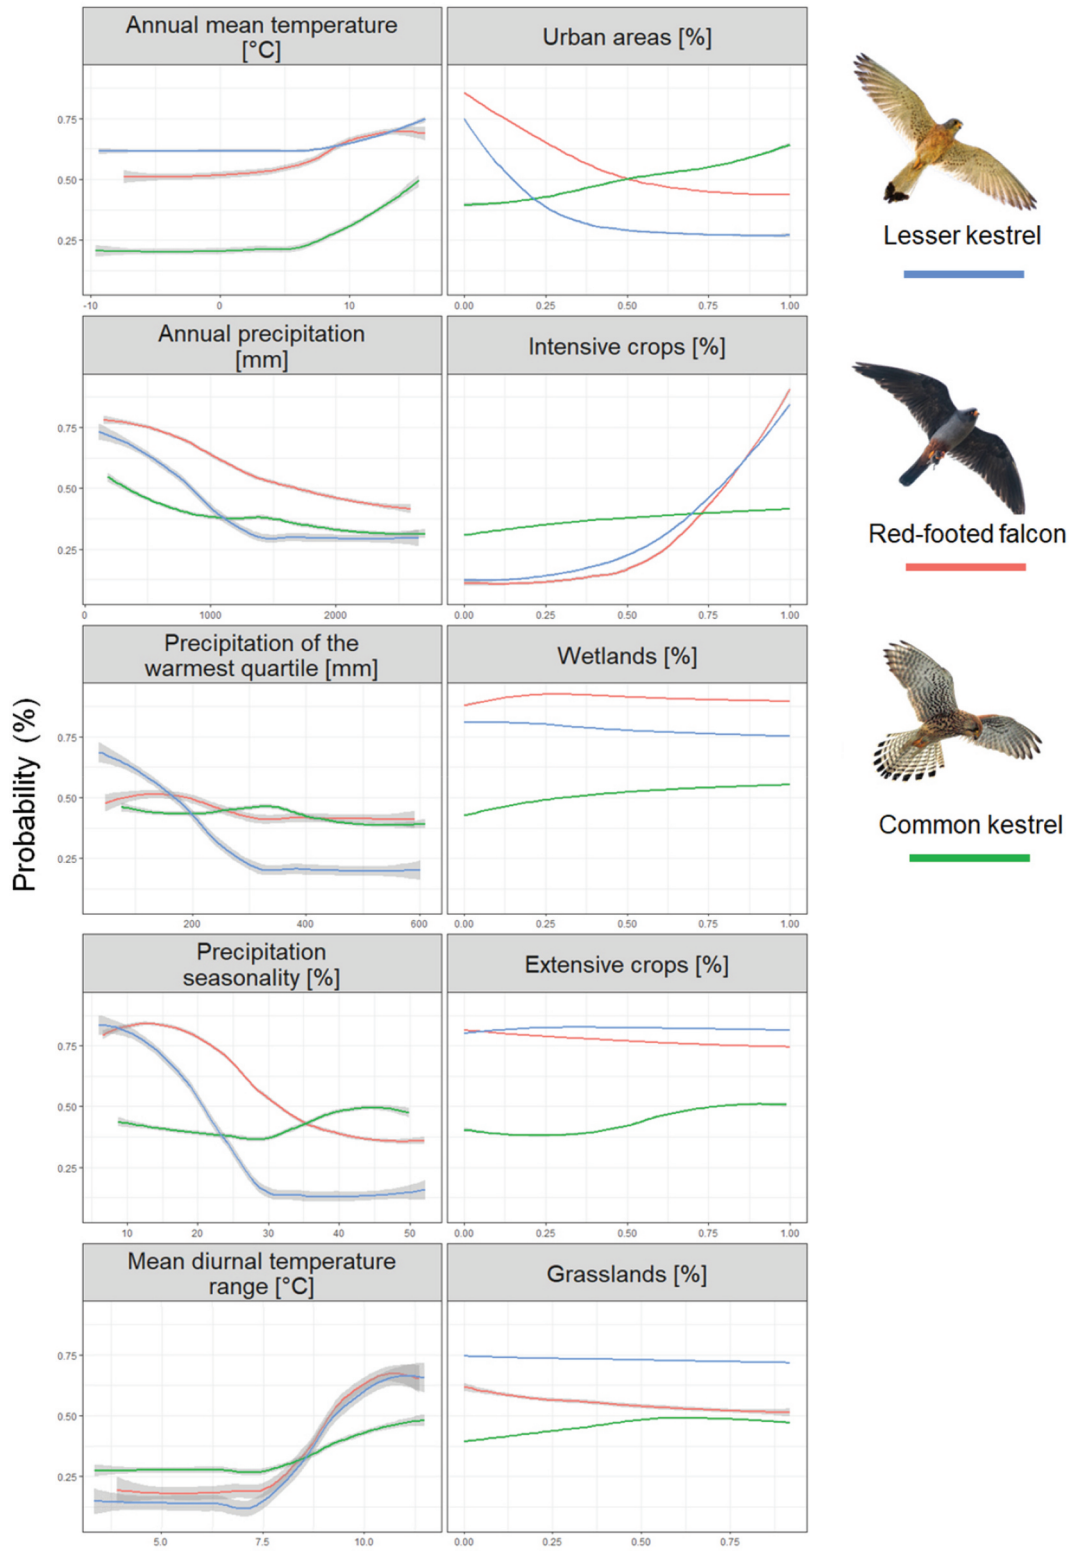 Annual mean temperature
[°C]
Urban areas [%]
0.75
0.50
0.25
-10
0
10
0.00
0.25
0.50
0.75
1.00
Lesser kestrel
Annual precipitation
[mm]
Intensive crops [%]
0.75
0.50
0.25
0
1000
2000
0.00
0.25
0.50
0.75
1.00
Red-footed falcon
Precipitation of the
warmest quartile [mm]
Wetlands [%]
0.75
0.50
0.25
200
400
600
0.00
0.25
0.50
0.75
1.00
Common kestrel
Probability (%)
Precipitation
seasonality [%]
Extensive crops [%]
0.75
0.50
0.25
10
20
30
40
50
0.00
0.25
0.50
0.75
1.00
Mean diurnal temperature
range [°C]
Grasslands [%]
0.75
0.50
0.25
5.0
7.5
10.0
0.00
0.25
0.50
0.75